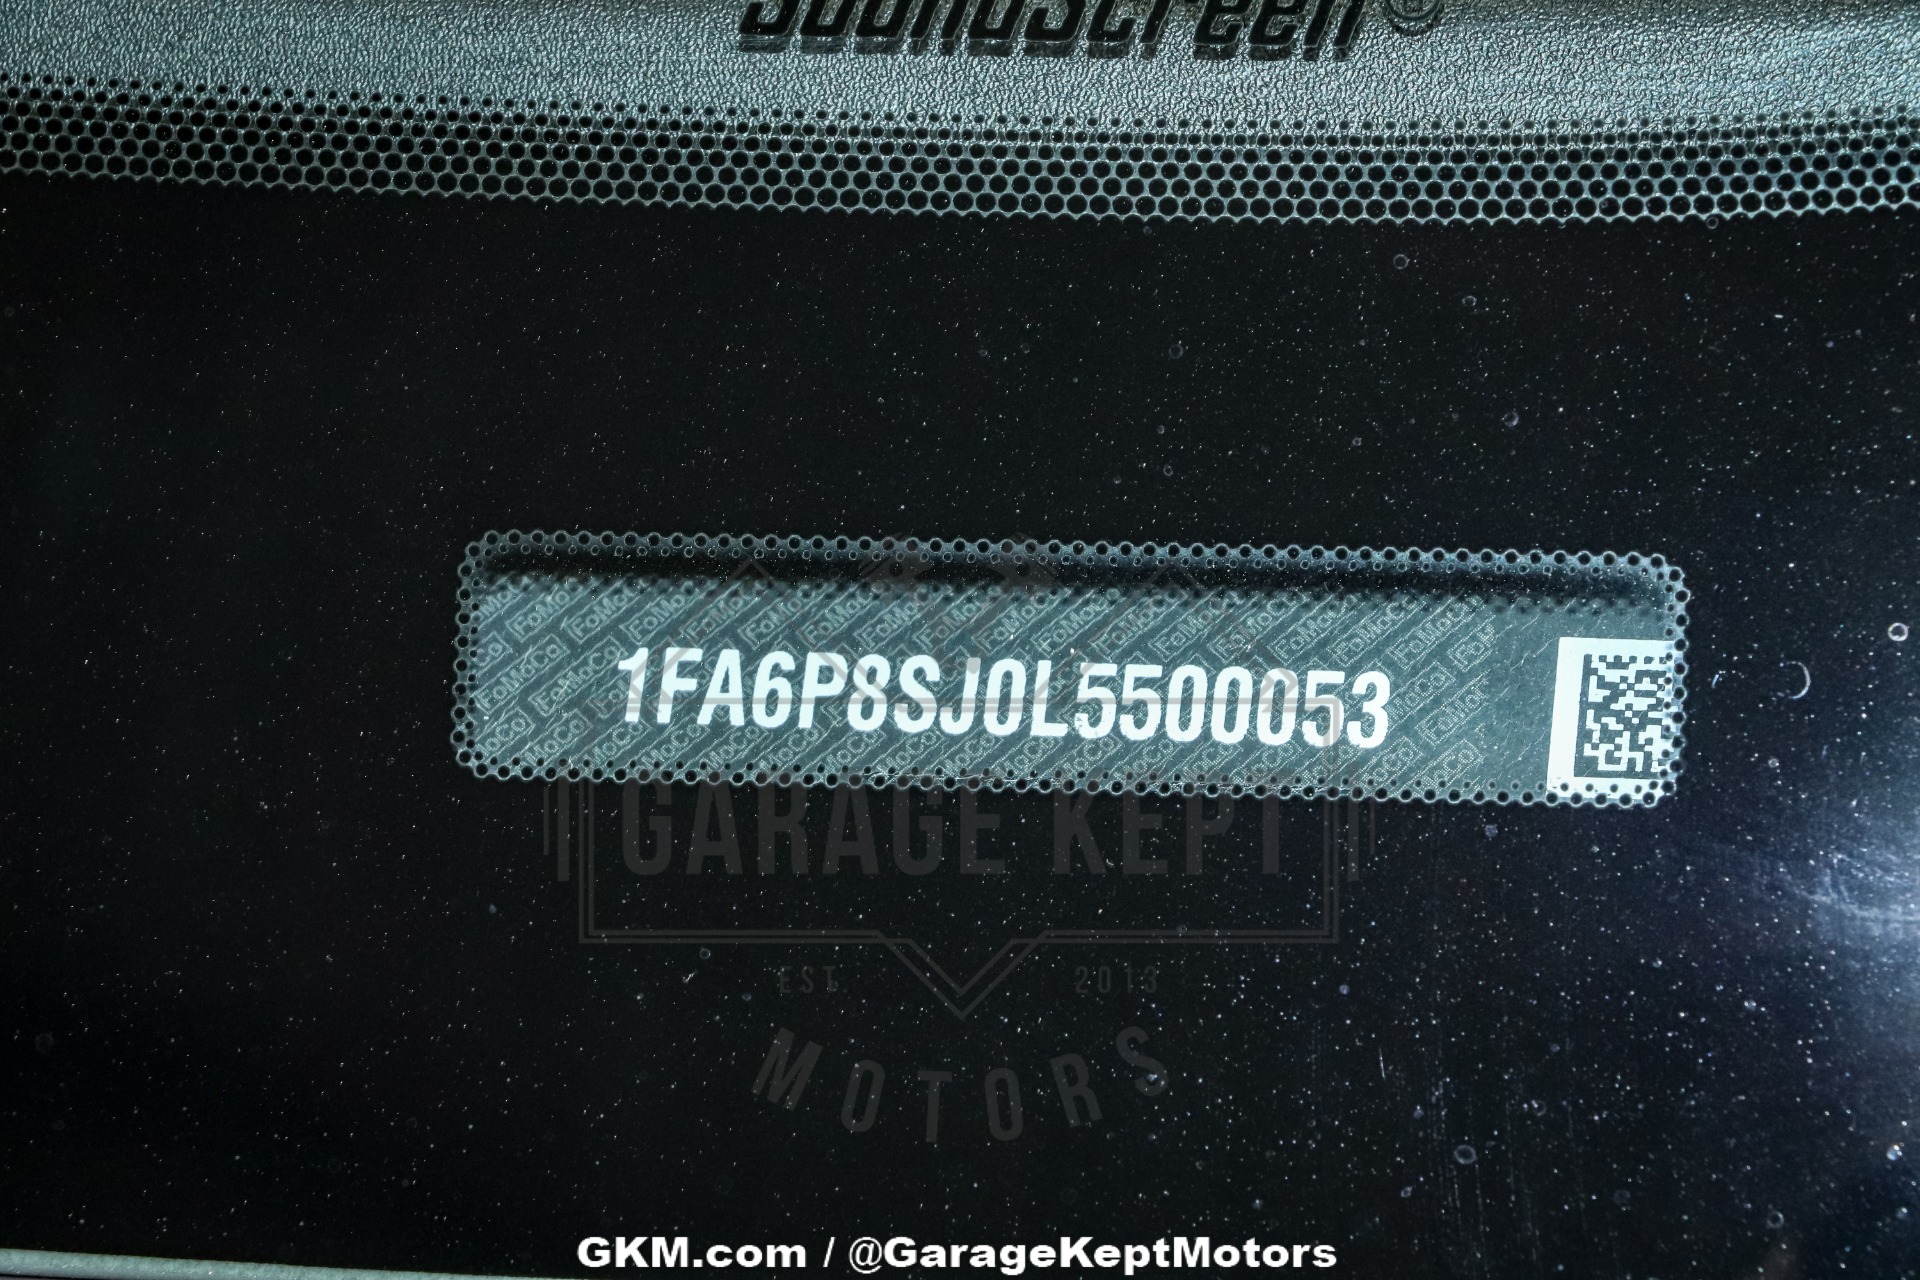 SoundScreen®
1FA6P8SJ0L5500053
GARAGE KEPT
EST. 2013
MOTORS
GKM.com / @GarageKeptMotors